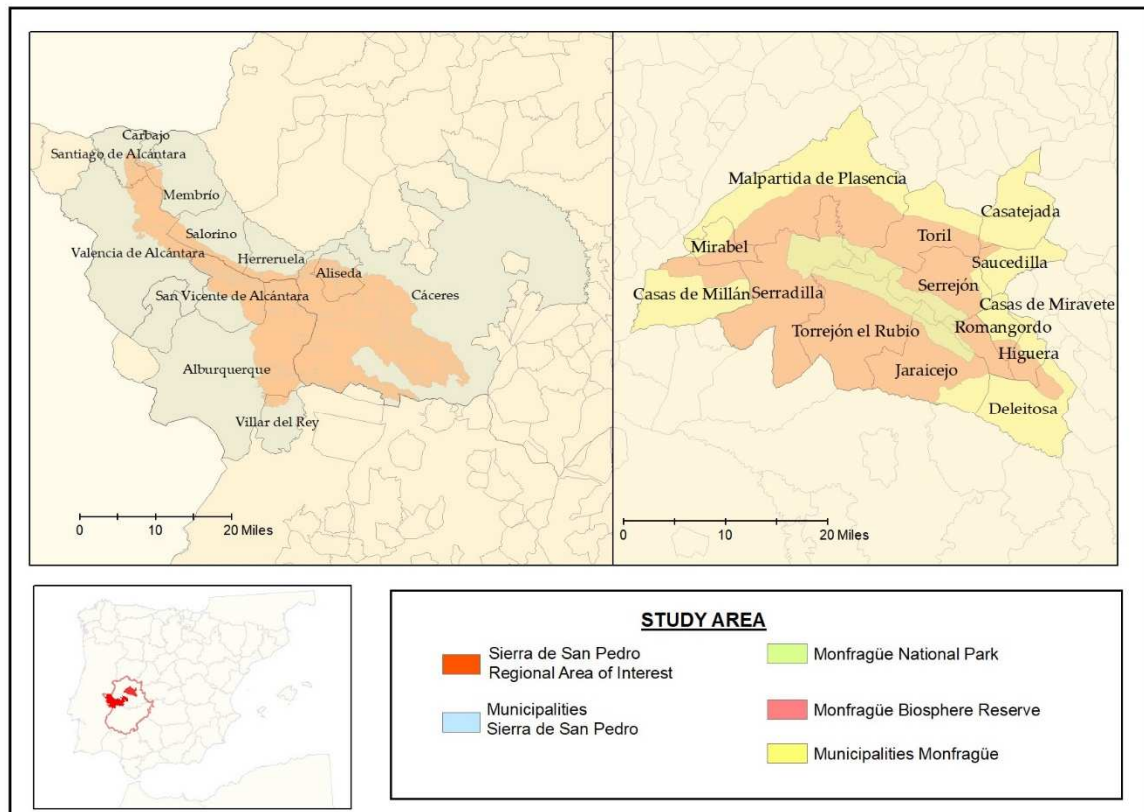 Carbajo
Santiago de Alcántara
Membrío
Salorino
Valencia de Alcántara
Herreruela
Aliseda
San Vicente de Alcántara
Cáceres
Alburquerque
Villar del Rey
0 10 20 Miles
Malpartida de Plasencia
Casatejada
Toril
Mirabel
Saucedilla
Serrejón
Casas de Millán
Serradilla
Casas de Miravete
Romangordo
Torrejón el Rubio
Higuera
Jaraicejo
Deleitosa
0 10 20 Miles
STUDY AREA
Sierra de San Pedro
Regional Area of Interest
Municipalities
Sierra de San Pedro
Monfragüe National Park
Monfragüe Biosphere Reserve
Municipalities Monfragüe